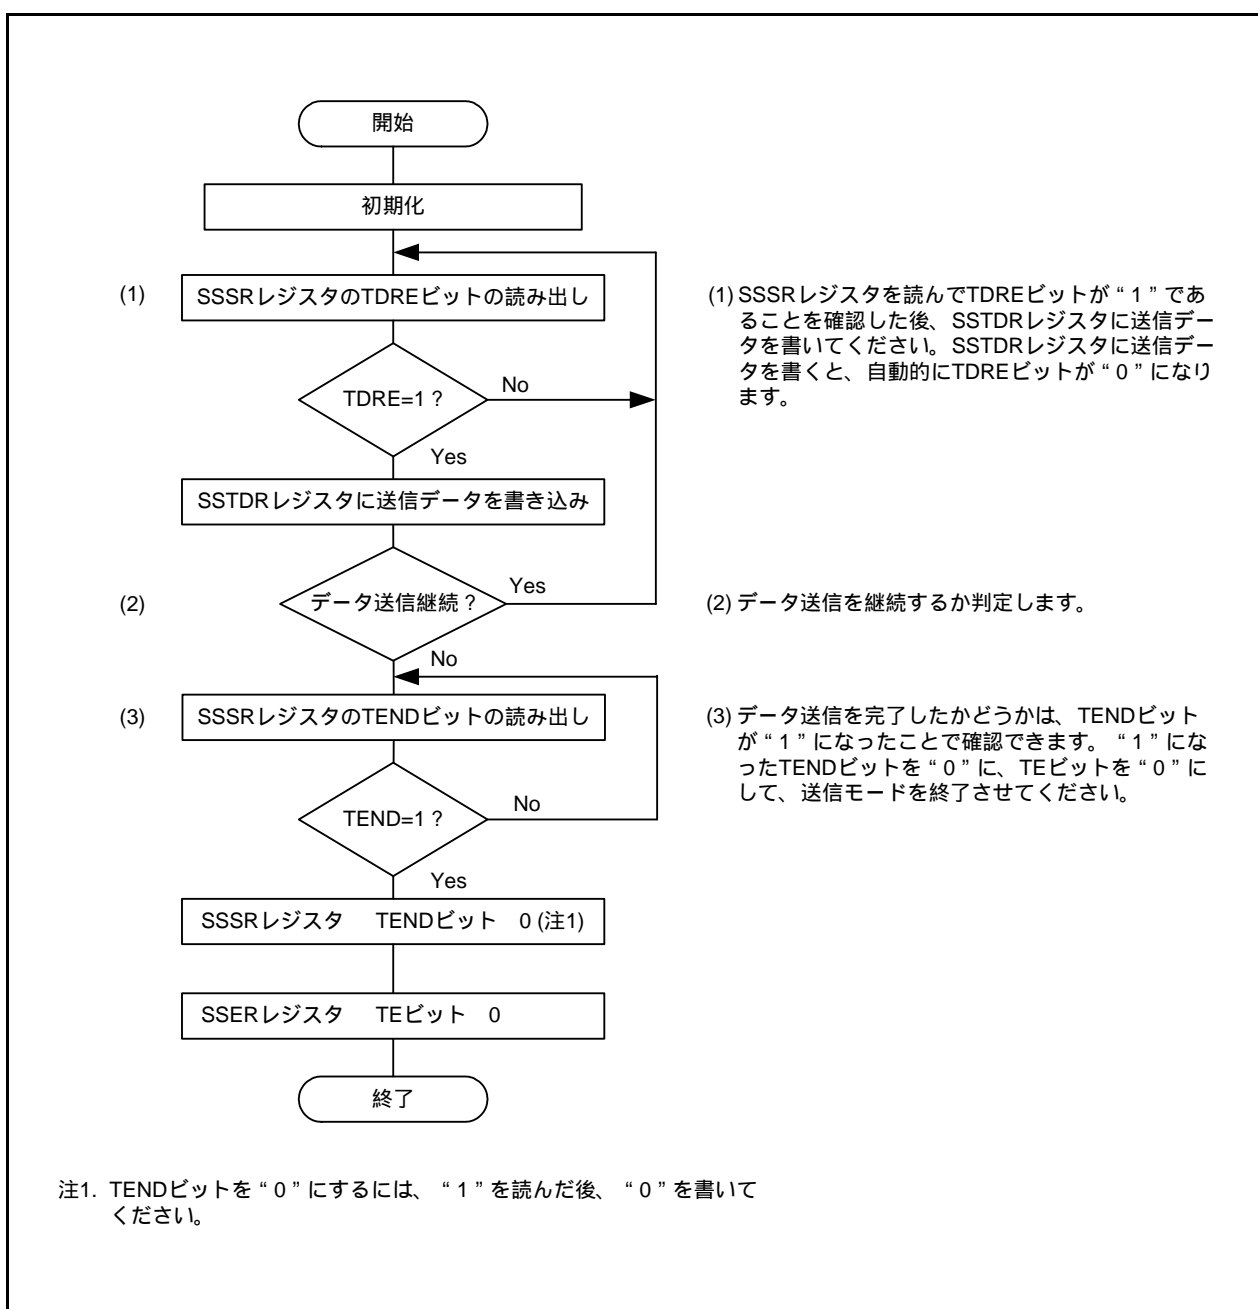 開始
初期化
(1)
SSSRレジスタのTDREビットの読み出し
TDRE=1 ?
No
Yes
SSTDRレジスタに送信データを書き込み
(2)
データ送信継続 ?
Yes
No
(3)
SSSRレジスタのTENDビットの読み出し
TEND=1 ?
No
Yes
SSSRレジスタ TENDビット 0 (注1)
SSERレジスタ TEビット 0
終了
(1) SSSRレジスタを読んでTDREビットが“1”であ
ることを確認した後、SSTDRレジスタに送信デー
タを書いてください。SSTDRレジスタに送信デー
タを書くと、自動的にTDREビットが“0”になり
ます。
(2) データ送信を継続するか判定します。
(3) データ送信を完了したかどうかは、TENDビット
が“1”になったことで確認できます。“1”にな
ったTENDビットを“0”に、TEビットを“0”に
して、送信モードを終了させてください。
注1. TENDビットを“0”にするには、“1”を読んだ後、“0”を書いて
ください。